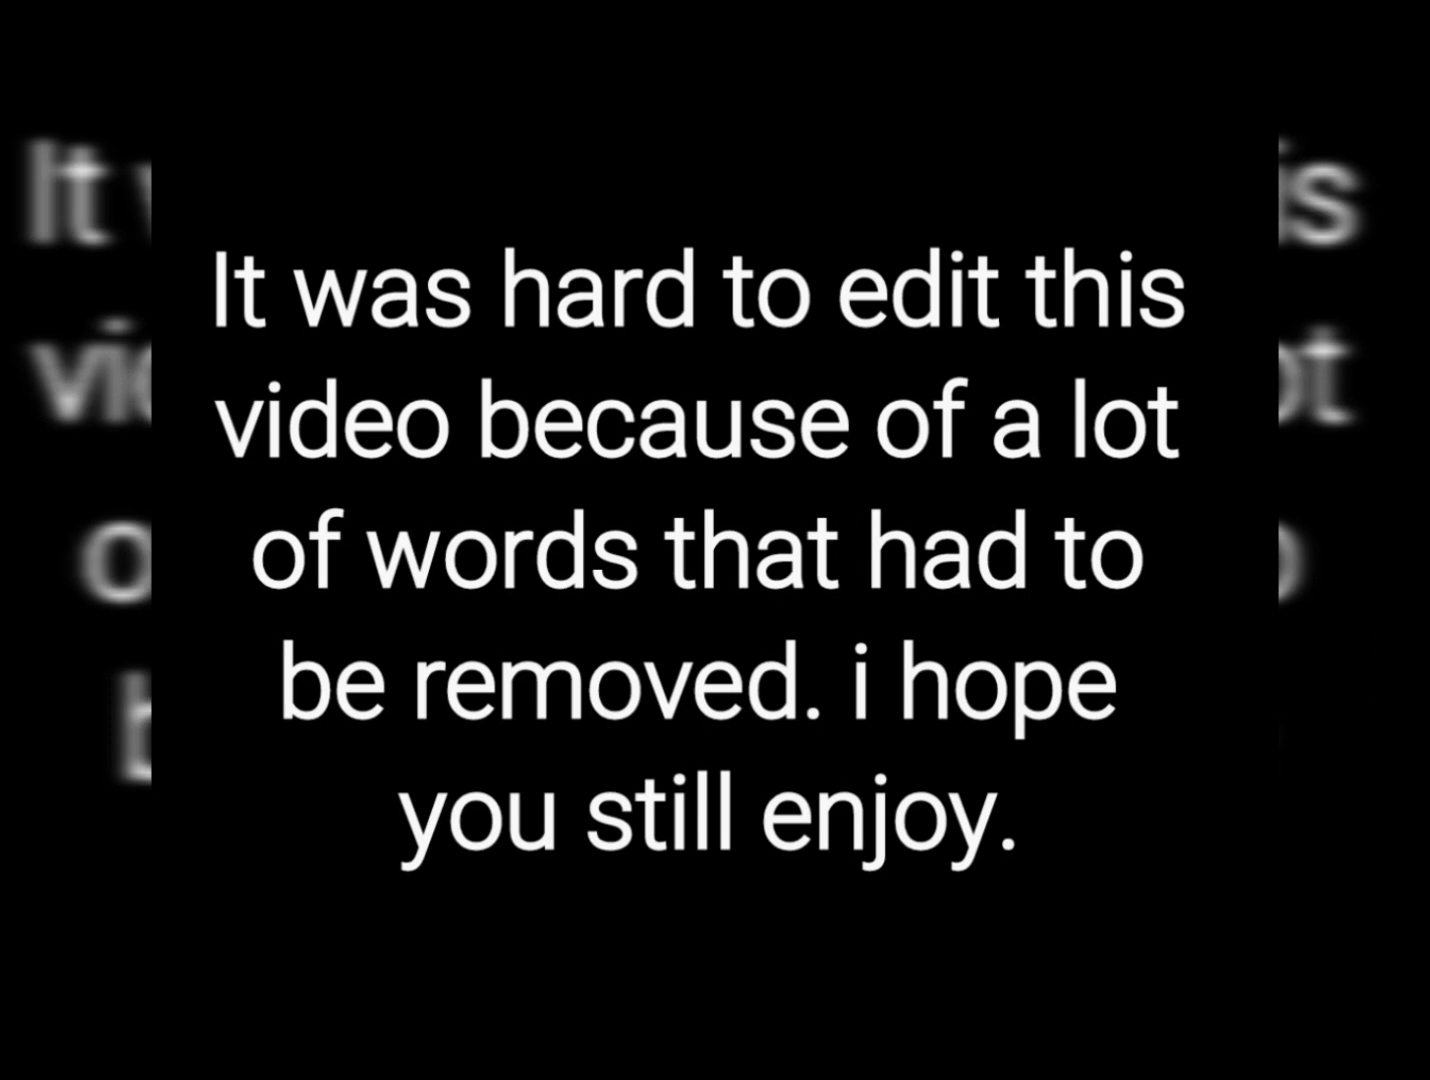 It was hard to edit this
video because of a lot
of words that had to
be removed. i hope
you still enjoy.